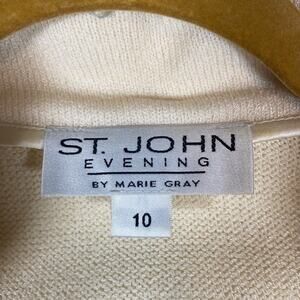 ST. JOHN
EVENING
BY MARIE GRAY
10